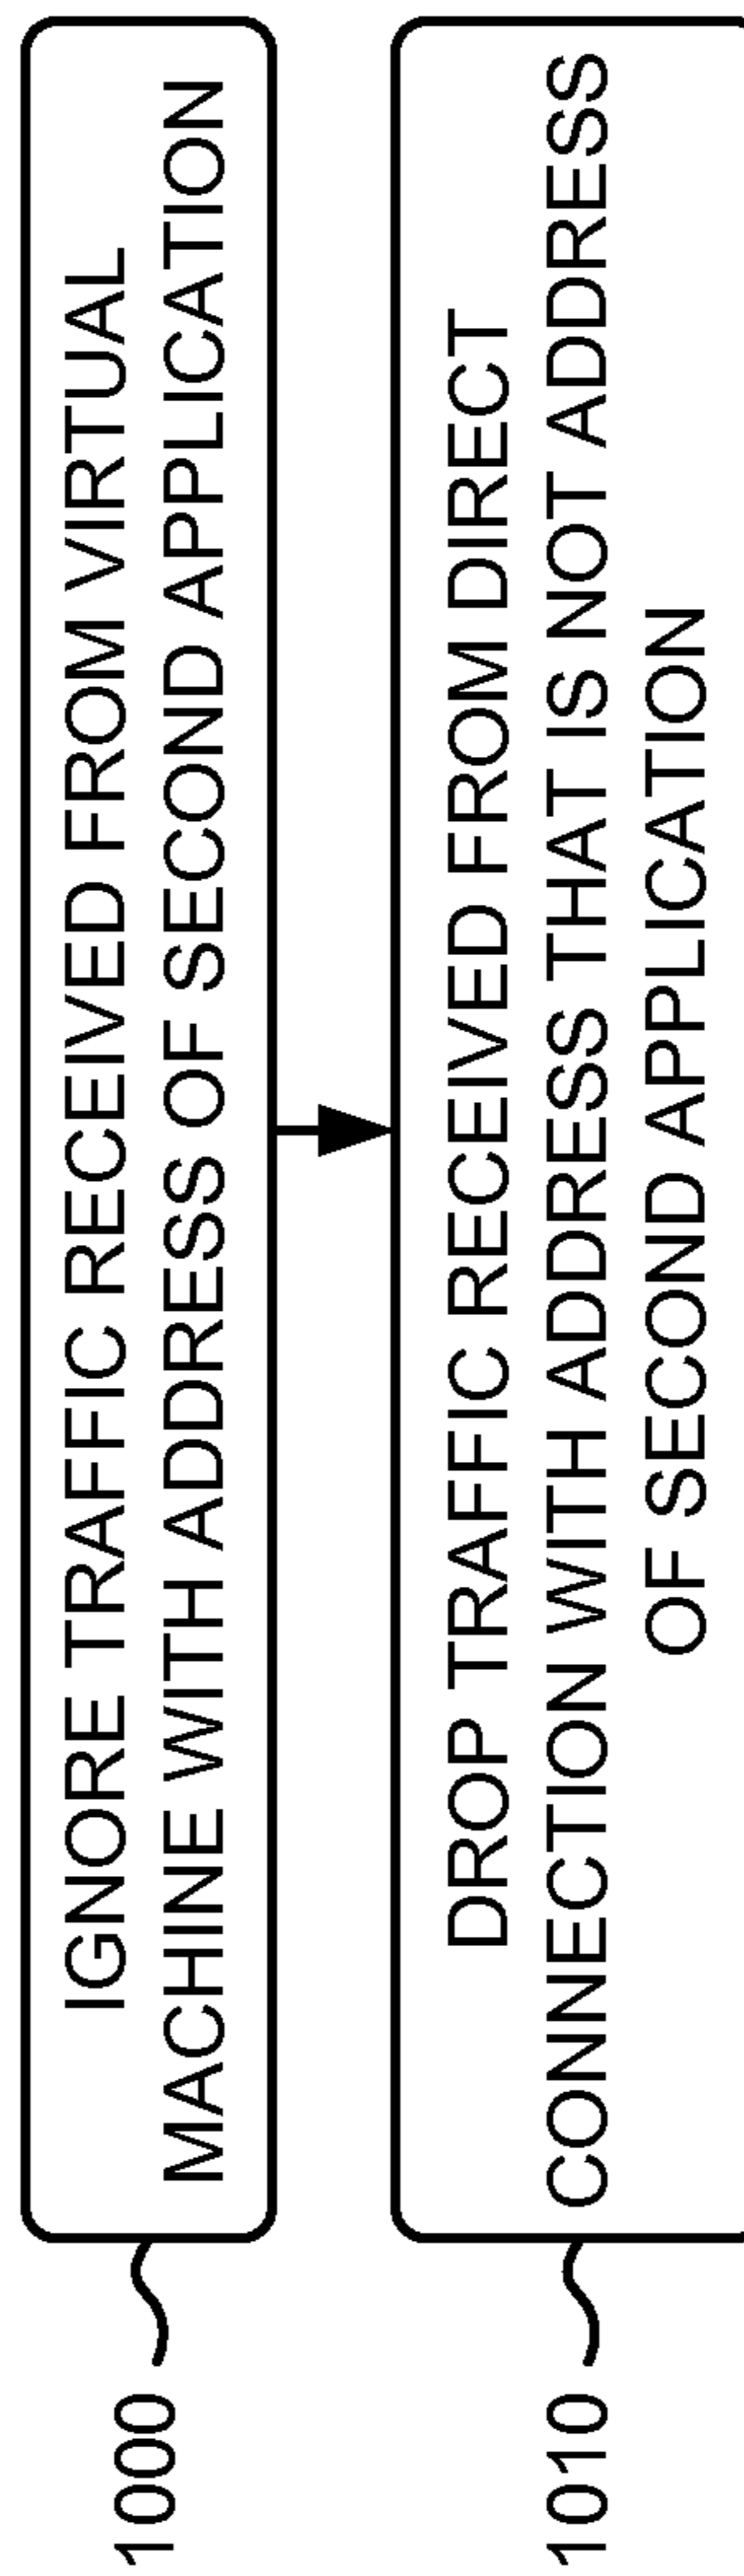 1000
IGNORE TRAFFIC RECEIVED FROM VIRTUAL
MACHINE WITH ADDRESS OF SECOND APPLICATION
1010
DROP TRAFFIC RECEIVED FROM DIRECT
CONNECTION WITH ADDRESS THAT IS NOT ADDRESS
OF SECOND APPLICATION